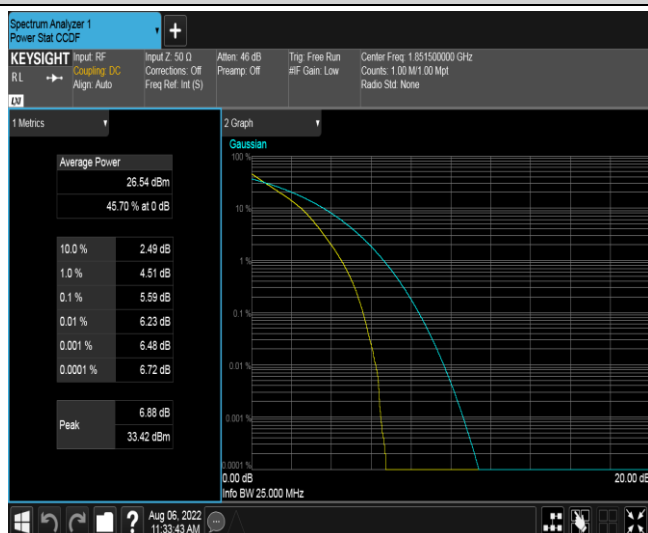 Spectrum Analyzer 1
Power Stat CCDF
+
KEYSIGHT
RL
LXI
Input: RF
Coupling: DC
Align: Auto
Input Z: 50 Ω
Corrections: Off
Freq Ref: Int (S)
Atten: 46 dB
Preamp: Off
Trig: Free Run
#IF Gain: Low
Center Freq: 1.851500000 GHz
Counts: 1.00 M/1.00 Mpt
Radio Std: None
1 Metrics
Average Power
26.54 dBm
45.70 % at 0 dB
10.0 % 2.49 dB
1.0 % 4.51 dB
0.1 % 5.59 dB
0.01 % 6.23 dB
0.001 % 6.48 dB
0.0001 % 6.72 dB
Peak
6.88 dB
33.42 dBm
2 Graph
Gaussian
100 %
10 %
1 %
0.1 %
0.01 %
0.001 %
0.0001 %
0.00 dB 20.00 dB
Info BW 25.000 MHz
?
Aug 06, 2022
11:33:43 AM